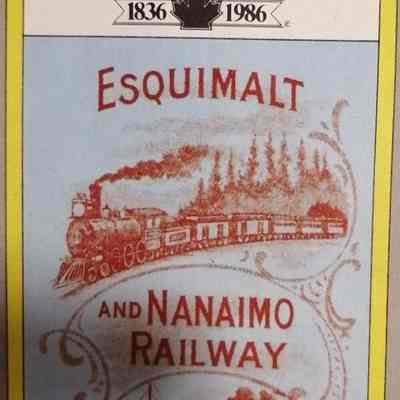 1836 1986
ESQUIMALT
AND NANAIMO
RAILWAY